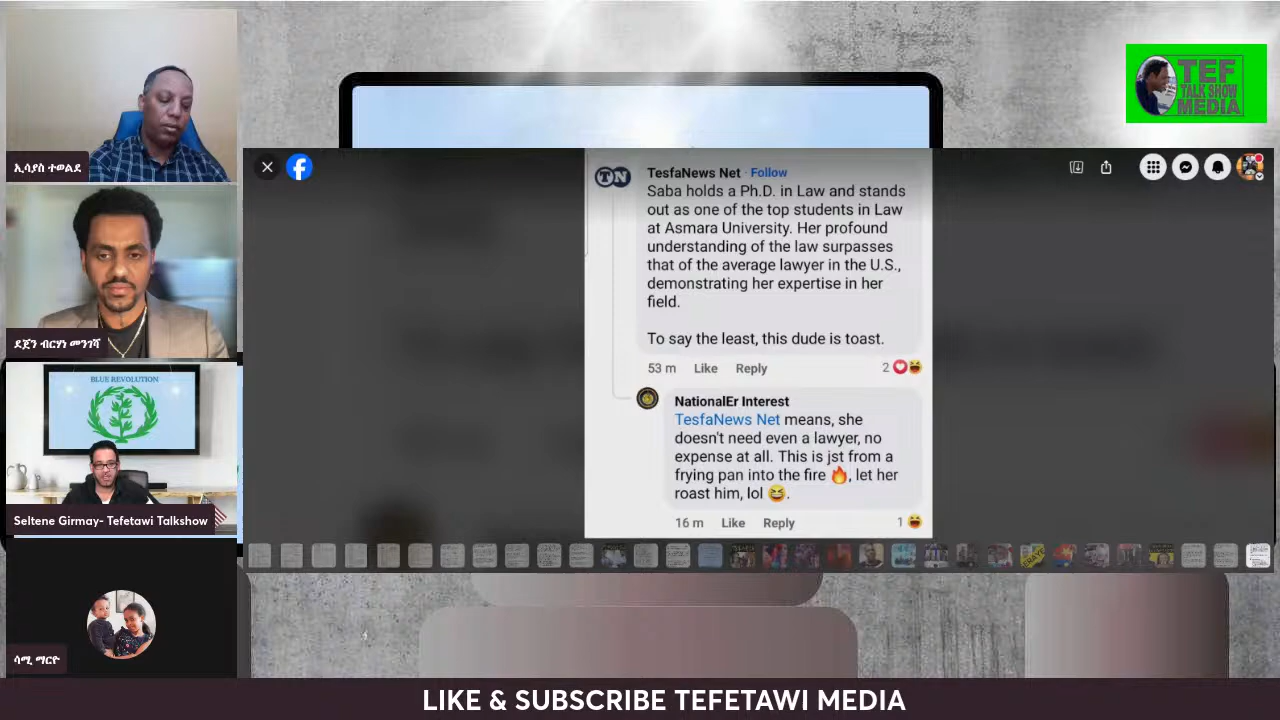 ኢሳያስ ተወልደ
ደጀን ብርሃነ መንገሻ
BLUE REVOLUTION
Seltene Girmay- Tefetawi Talkshow
ሳሚ ማርዮ
TEF
TALK SHOW
MEDIA
TN
TesfaNews Net · Follow
Saba holds a Ph.D. in Law and stands
out as one of the top students in Law
at Asmara University. Her profound
understanding of the law surpasses
that of the average lawyer in the U.S.,
demonstrating her expertise in her
field.
To say the least, this dude is toast.
53 m Like Reply 2
NationalEr Interest
TesfaNews Net means, she
doesn't need even a lawyer, no
expense at all. This is jst from a
frying pan into the fire 🔥, let her
roast him, lol 😆.
16 m Like Reply 1
LIKE & SUBSCRIBE TEFETAWI MEDIA